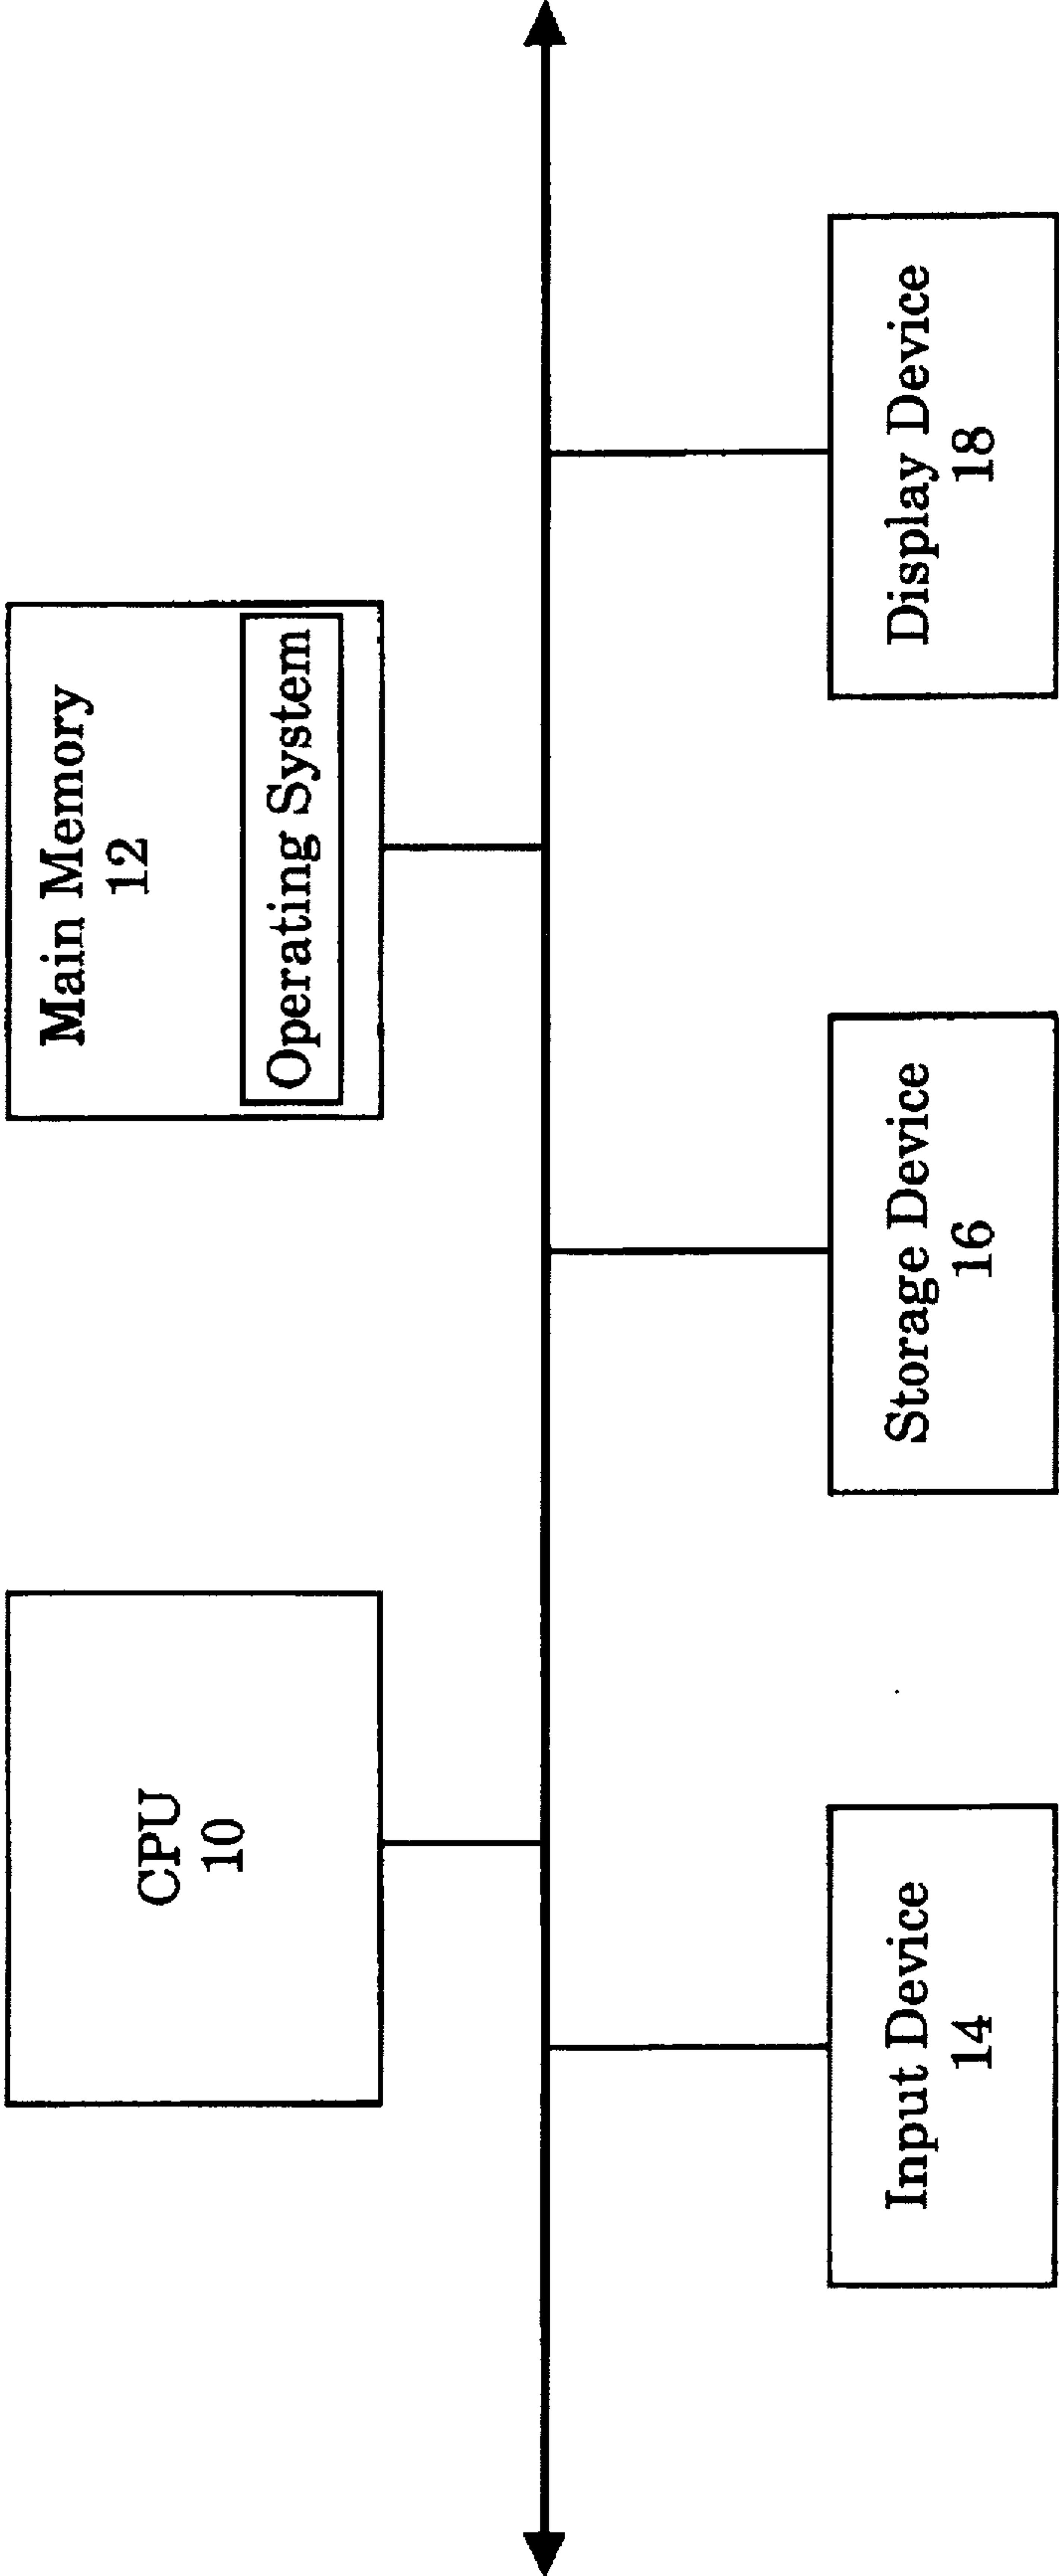 CPU
10
Main Memory
12
Operating System
Input Device
14
Storage Device
16
Display Device
18